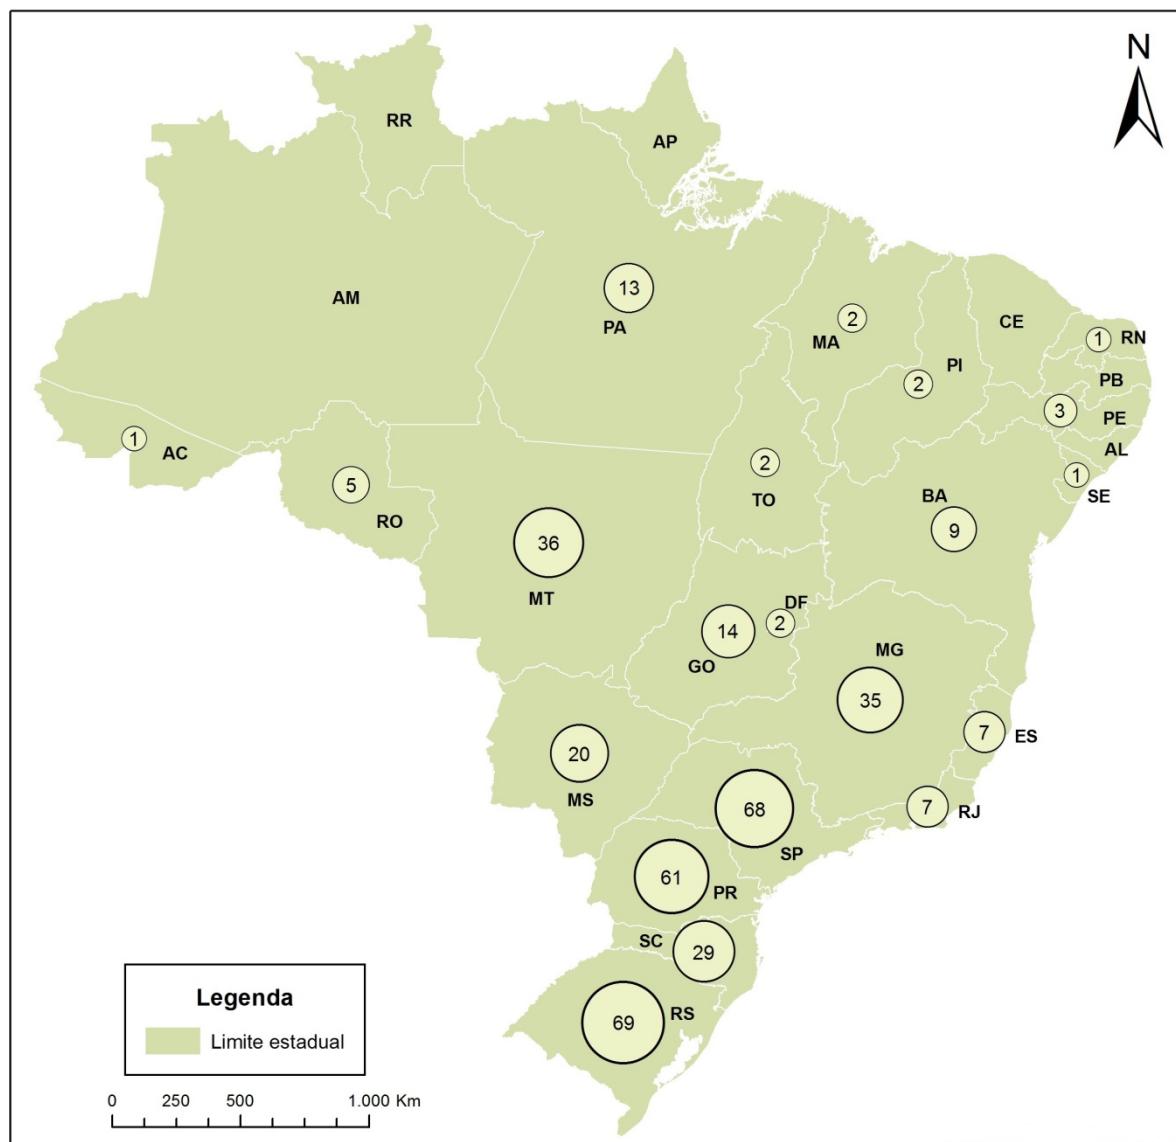 N
RR
AP
AM
13
PA
2
MA
CE
PI
2
1
RN
PB
3
PE
AL
1
SE
1
AC
5
RO
2
TO
BA
9
36
MT
DF
2
14
GO
MG
35
7
ES
20
MS
68
SP
7
RJ
61
PR
SC
29
69
RS
Legenda
Limite estadual
0 250 500 1.000 Km